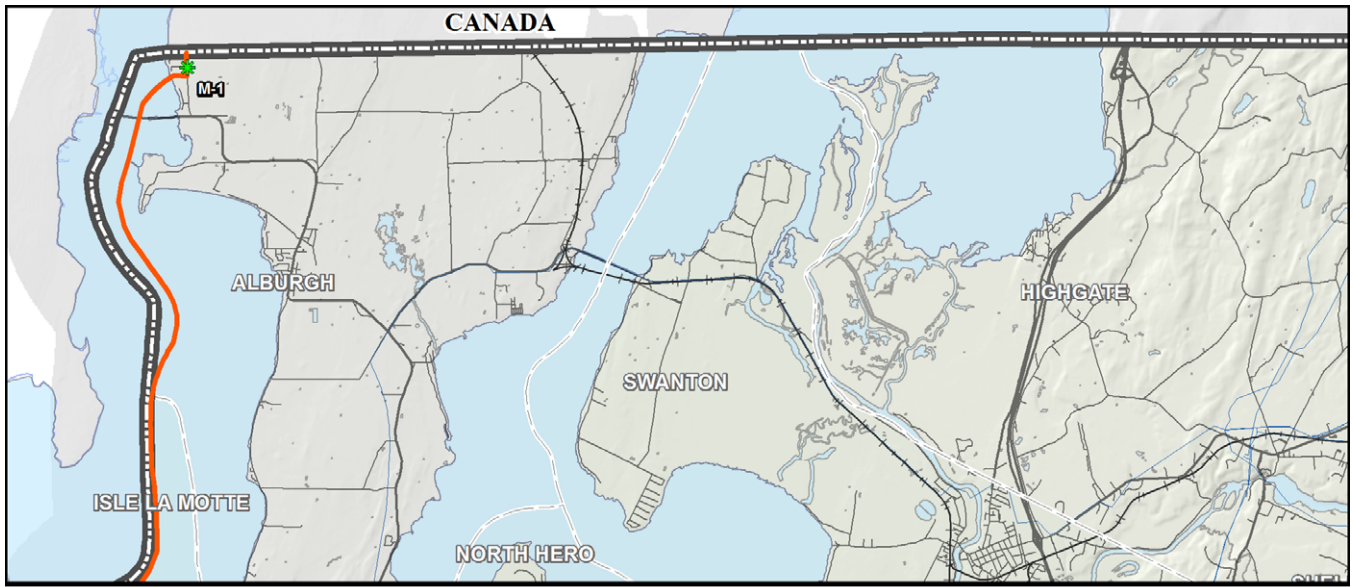 CANADA
M-1
ALBURGH
HIGHGATE
SWANTON
ISLE LA MOTTE
NORTH HERO